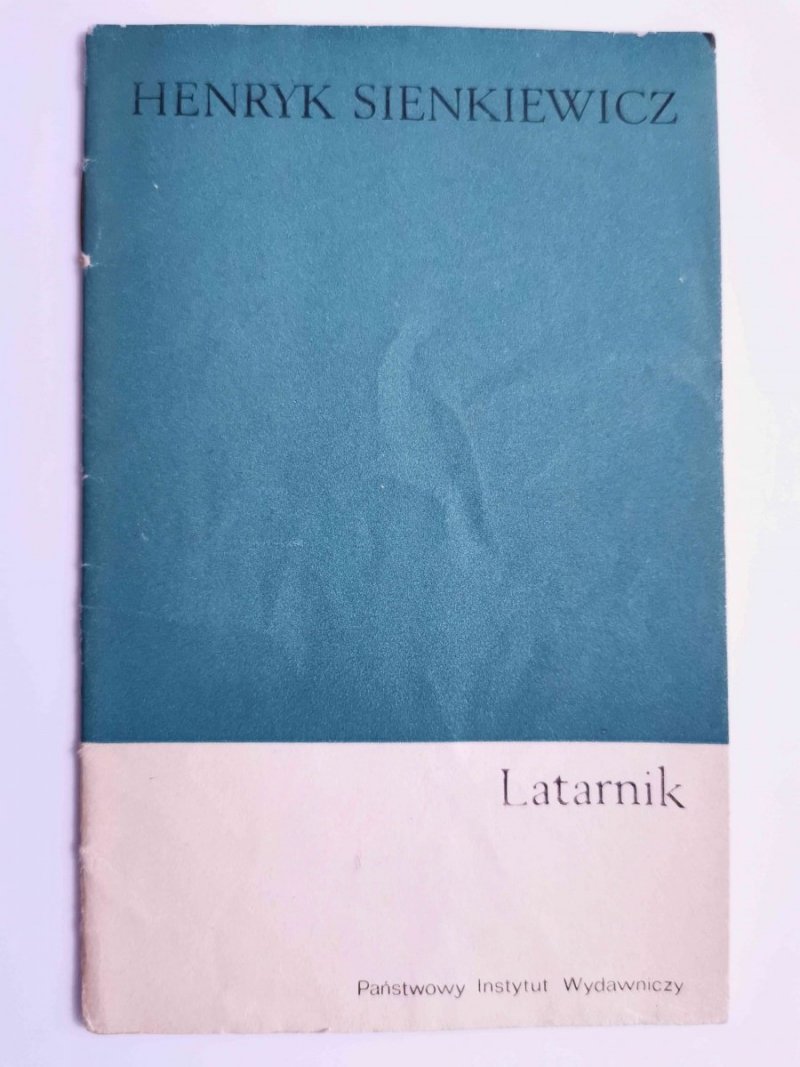 HENRYK SIENKIEWICZ
Latarnik
Państwowy Instytut Wydawniczy